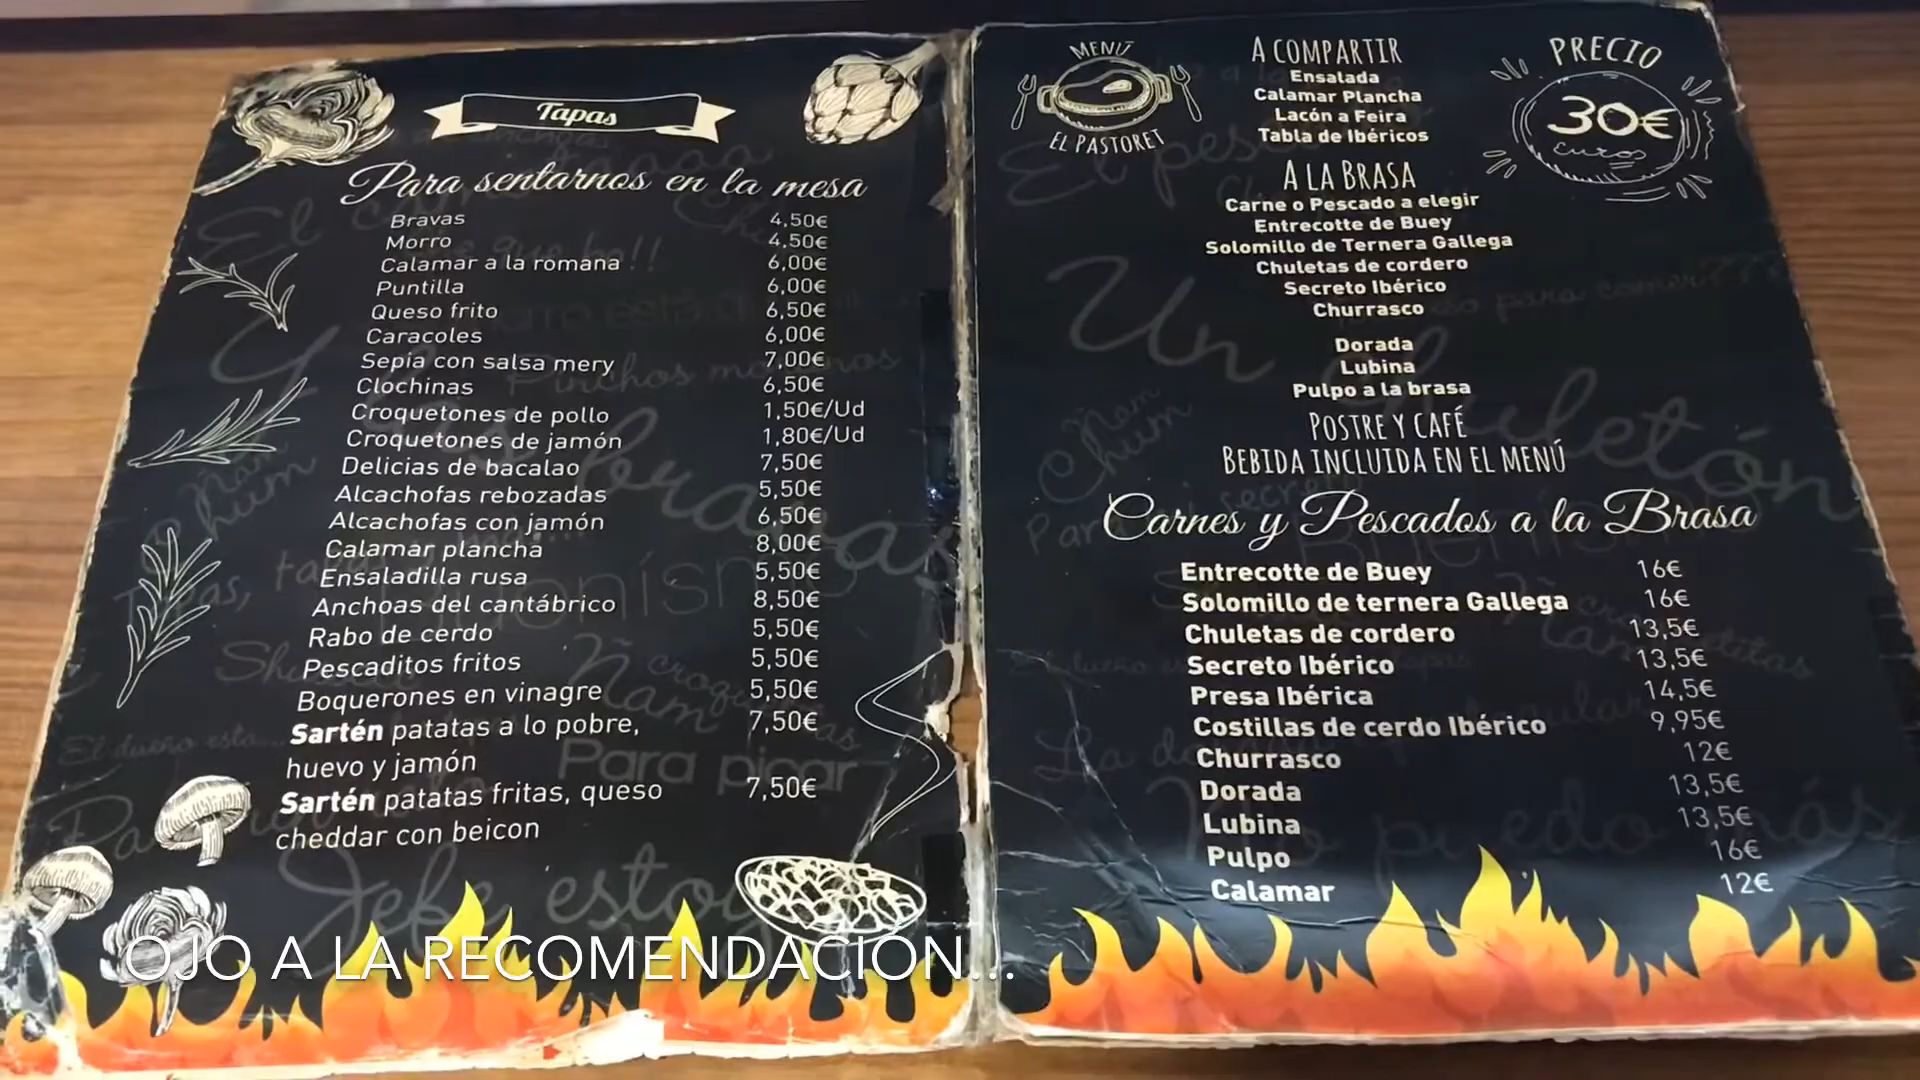 Tapas
Para sentarnos en la mesa
Bravas 4,50€
Morro 4,50€
Calamar a la romana 6,00€
Puntilla 6,00€
Queso frito 6,50€
Caracoles 6,00€
Sepia con salsa mery 7,00€
Clochinas 6,50€
Croquetones de pollo 1,50€/Ud
Croquetones de jamón 1,80€/Ud
Delicias de bacalao 7,50€
Alcachofas rebozadas 5,50€
Alcachofas con jamón 6,50€
Calamar plancha 8,00€
Ensaladilla rusa 5,50€
Anchoas del cantábrico 8,50€
Rabo de cerdo 5,50€
Pescaditos fritos 5,50€
Boquerones en vinagre 5,50€
Sartén patatas a lo pobre, 7,50€
huevo y jamón
Sartén patatas fritas, queso 7,50€
cheddar con beicon
MENÚ
EL PASTORET
A COMPARTIR
Ensalada
Calamar Plancha
Lacón a Feira
Tabla de Ibéricos
PRECIO
30€
Euros
A LA BRASA
Carne o Pescado a elegir
Entrecotte de Buey
Solomillo de Ternera Gallega
Chuletas de cordero
Secreto Ibérico
Churrasco
Dorada
Lubina
Pulpo a la brasa
POSTRE Y CAFÉ
BEBIDA INCLUIDA EN EL MENÚ
Carnes y Pescados a la Brasa
Entrecotte de Buey 16€
Solomillo de ternera Gallega 16€
Chuletas de cordero 13,5€
Secreto Ibérico 13,5€
Presa Ibérica 14,5€
Costillas de cerdo Ibérico 9,95€
Churrasco 12€
Dorada 13,5€
Lubina 13,5€
Pulpo 16€
Calamar 12€
OJO A LA RECOMENDACIÓN...